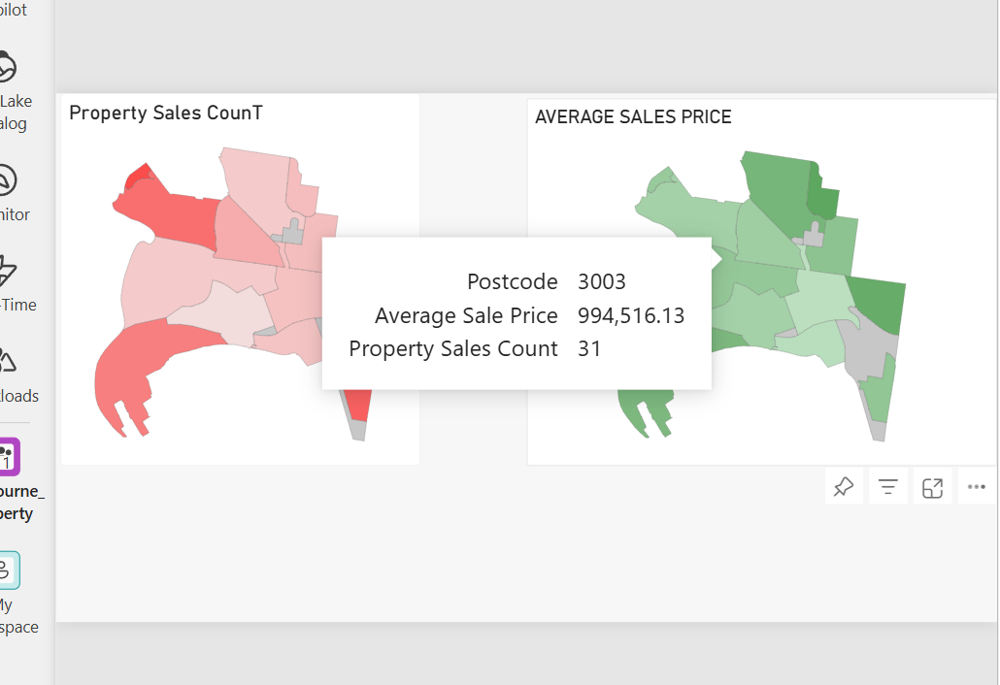 pilot
Lake
alog
nitor
-Time
loads
1
ourne_
perty
My
space
Property Sales CounT
AVERAGE SALES PRICE
Postcode 3003
Average Sale Price 994,516.13
Property Sales Count 31